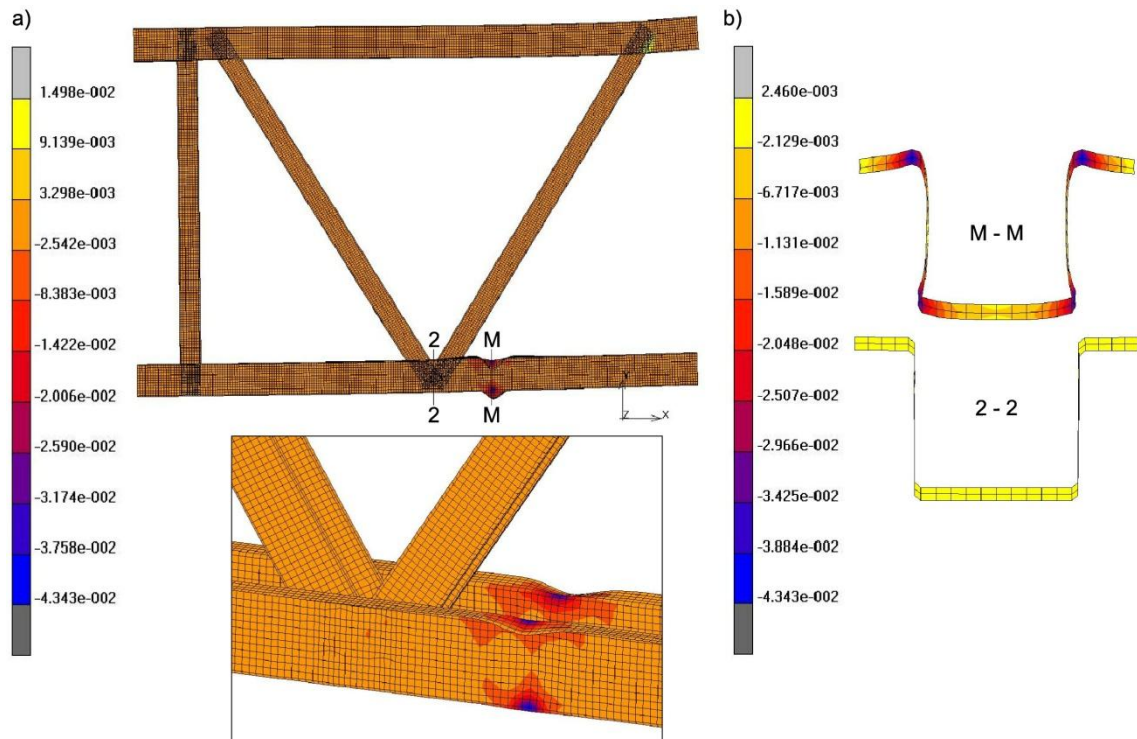 a)
1.498e-002
9.139e-003
3.298e-003
-2.542e-003
-8.383e-003
-1.422e-002
-2.006e-002
-2.590e-002
-3.174e-002
-3.758e-002
-4.343e-002
2 M
2 M
Y
Z X
b)
2.460e-003
-2.129e-003
-6.717e-003
-1.131e-002
-1.589e-002
-2.048e-002
-2.507e-002
-2.966e-002
-3.425e-002
-3.884e-002
-4.343e-002
M - M
2 - 2